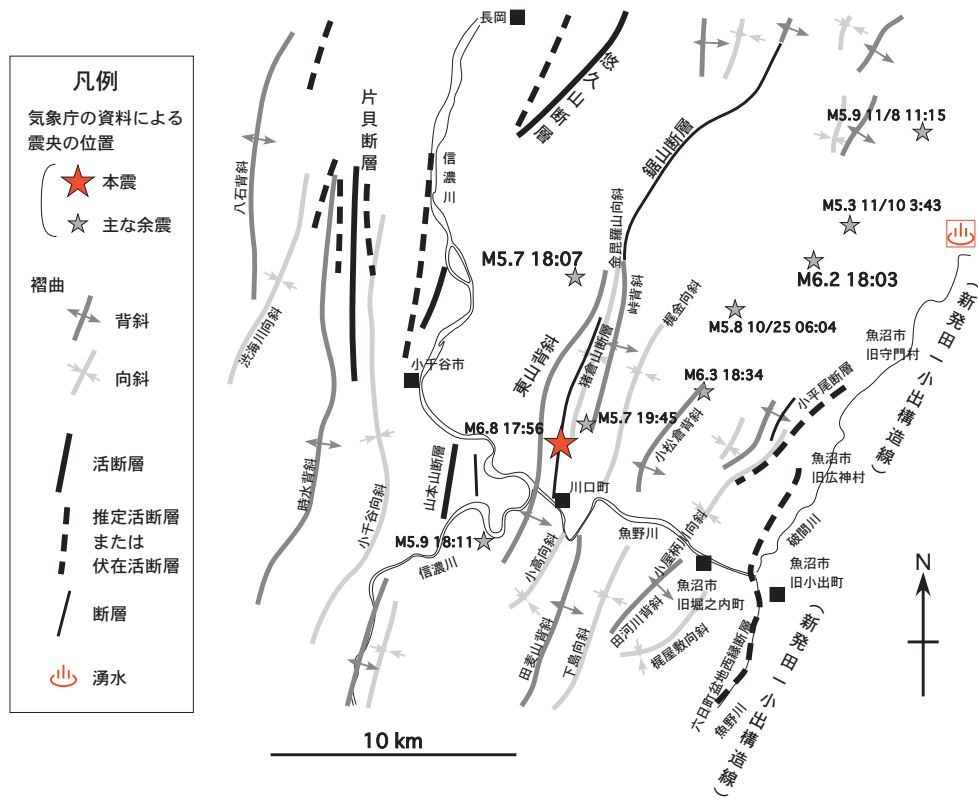 凡例
気象庁の資料による
震央の位置
本震
主な余震
褶曲
背斜
向斜
活断層
推定活断層
または
伏在活断層
断層
湧水
長岡
悠久山断層
片貝断層
信濃川
八石背斜
渋海川向斜
鋸山断層
金毘羅山向斜
峠背斜
梶金向斜
M5.9 11/8 11:15
M5.3 11/10 3:43
M6.2 18:03
M5.7 18:07
M5.8 10/25 06:04
(新発田ー小出構造線)
魚沼市
旧守門村
小千谷市
東山背斜
猪倉山断層
M6.3 18:34
小平尾断層
M6.8 17:56
M5.7 19:45
小松倉背斜
時水背斜
小千谷向斜
山本山断層
魚沼市
旧広神村
川口町
M5.9 18:11
信濃川
小高向斜
魚野川
小屋柄川向斜
破間川
魚沼市
旧堀之内町
魚沼市
旧小出町
田麦山背斜
下島向斜
田河川背斜
梶屋敷向斜
六日町盆地西縁断層
魚野川
(新発田ー小出構造線)
N
10 km